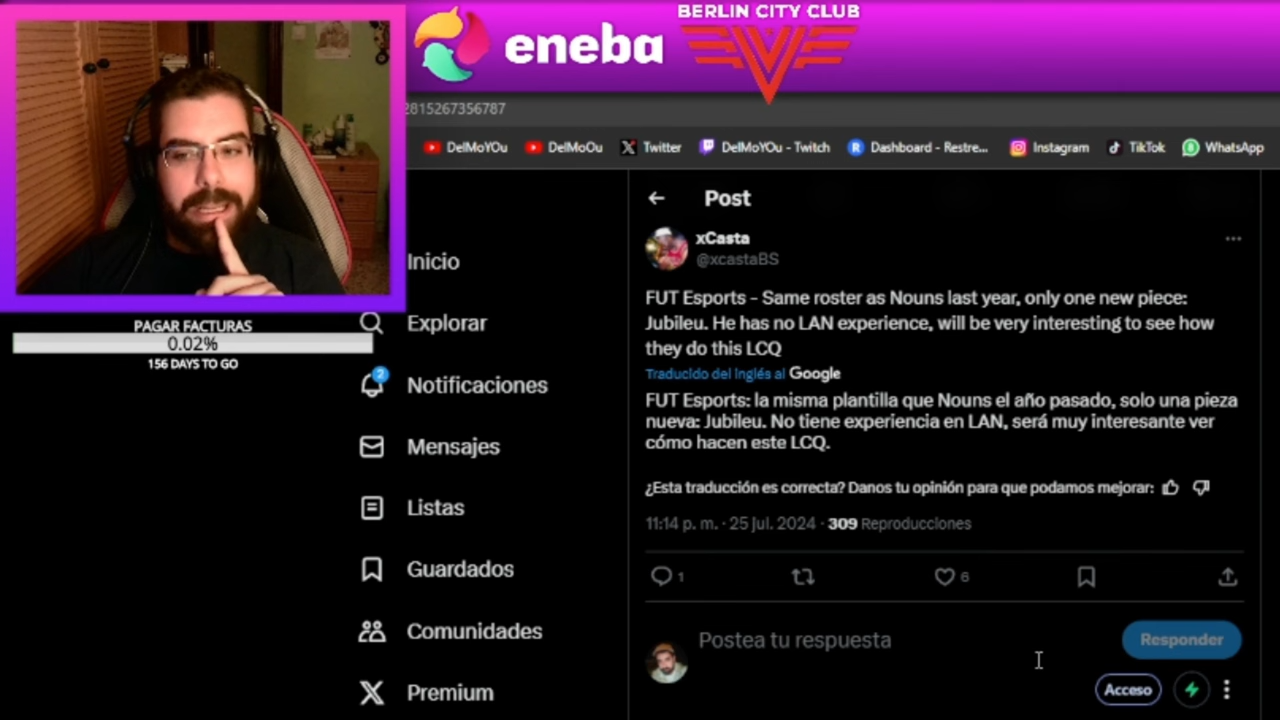 BERLIN CITY CLUB
eneba
2815267356787
DelMoYOu
DelMoOu
Twitter
DelMoYOu - Twitch
Dashboard - Restre...
Instagram
TikTok
WhatsApp
Post
xCasta
@xcastaBS
Inicio
FUT Esports - Same roster as Nouns last year, only one new piece:
Jubileu. He has no LAN experience, will be very interesting to see how
they do this LCQ
PAGAR FACTURAS
0.02%
156 DAYS TO GO
Explorar
Traducido del inglés al Google
2
Notificaciones
FUT Esports: la misma plantilla que Nouns el año pasado, solo una pieza
nueva: Jubileu. No tiene experiencia en LAN, será muy interesante ver
cómo hacen este LCQ.
Mensajes
¿Esta traducción es correcta? Danos tu opinión para que podamos mejorar:
Listas
11:14 p. m. · 25 jul. 2024 · 309 Reproducciones
Guardados
1
6
Comunidades
Postea tu respuesta
Responder
Premium
Acceso